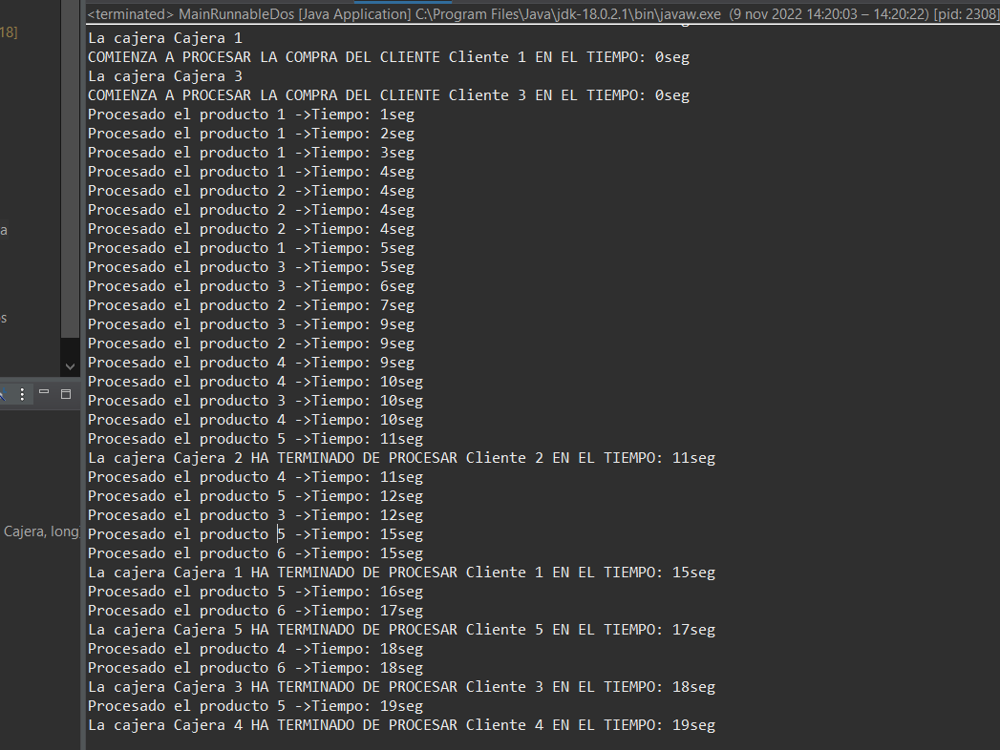 <terminated> MainRunnableDos [Java Application] C:\Program Files\Java\jdk-18.0.2.1\bin\javaw.exe (9 nov 2022 14:20:03 – 14:20:22) [pid: 2308]
18]
La cajera Cajera 1
COMIENZA A PROCESAR LA COMPRA DEL CLIENTE Cliente 1 EN EL TIEMPO: 0seg
La cajera Cajera 3
COMIENZA A PROCESAR LA COMPRA DEL CLIENTE Cliente 3 EN EL TIEMPO: 0seg
Procesado el producto 1 ->Tiempo: 1seg
Procesado el producto 1 ->Tiempo: 2seg
Procesado el producto 1 ->Tiempo: 3seg
Procesado el producto 1 ->Tiempo: 4seg
Procesado el producto 2 ->Tiempo: 4seg
Procesado el producto 2 ->Tiempo: 4seg
Procesado el producto 2 ->Tiempo: 4seg
a
Procesado el producto 1 ->Tiempo: 5seg
Procesado el producto 3 ->Tiempo: 5seg
Procesado el producto 3 ->Tiempo: 6seg
Procesado el producto 2 ->Tiempo: 7seg
s
Procesado el producto 3 ->Tiempo: 9seg
Procesado el producto 2 ->Tiempo: 9seg
Procesado el producto 4 ->Tiempo: 9seg
Procesado el producto 4 ->Tiempo: 10seg
Procesado el producto 3 ->Tiempo: 10seg
Procesado el producto 4 ->Tiempo: 10seg
Procesado el producto 5 ->Tiempo: 11seg
La cajera Cajera 2 HA TERMINADO DE PROCESAR Cliente 2 EN EL TIEMPO: 11seg
Procesado el producto 4 ->Tiempo: 11seg
Procesado el producto 5 ->Tiempo: 12seg
Procesado el producto 3 ->Tiempo: 12seg
Cajera, long
Procesado el producto 5 ->Tiempo: 15seg
Procesado el producto 6 ->Tiempo: 15seg
La cajera Cajera 1 HA TERMINADO DE PROCESAR Cliente 1 EN EL TIEMPO: 15seg
Procesado el producto 5 ->Tiempo: 16seg
Procesado el producto 6 ->Tiempo: 17seg
La cajera Cajera 5 HA TERMINADO DE PROCESAR Cliente 5 EN EL TIEMPO: 17seg
Procesado el producto 4 ->Tiempo: 18seg
Procesado el producto 6 ->Tiempo: 18seg
La cajera Cajera 3 HA TERMINADO DE PROCESAR Cliente 3 EN EL TIEMPO: 18seg
Procesado el producto 5 ->Tiempo: 19seg
La cajera Cajera 4 HA TERMINADO DE PROCESAR Cliente 4 EN EL TIEMPO: 19seg